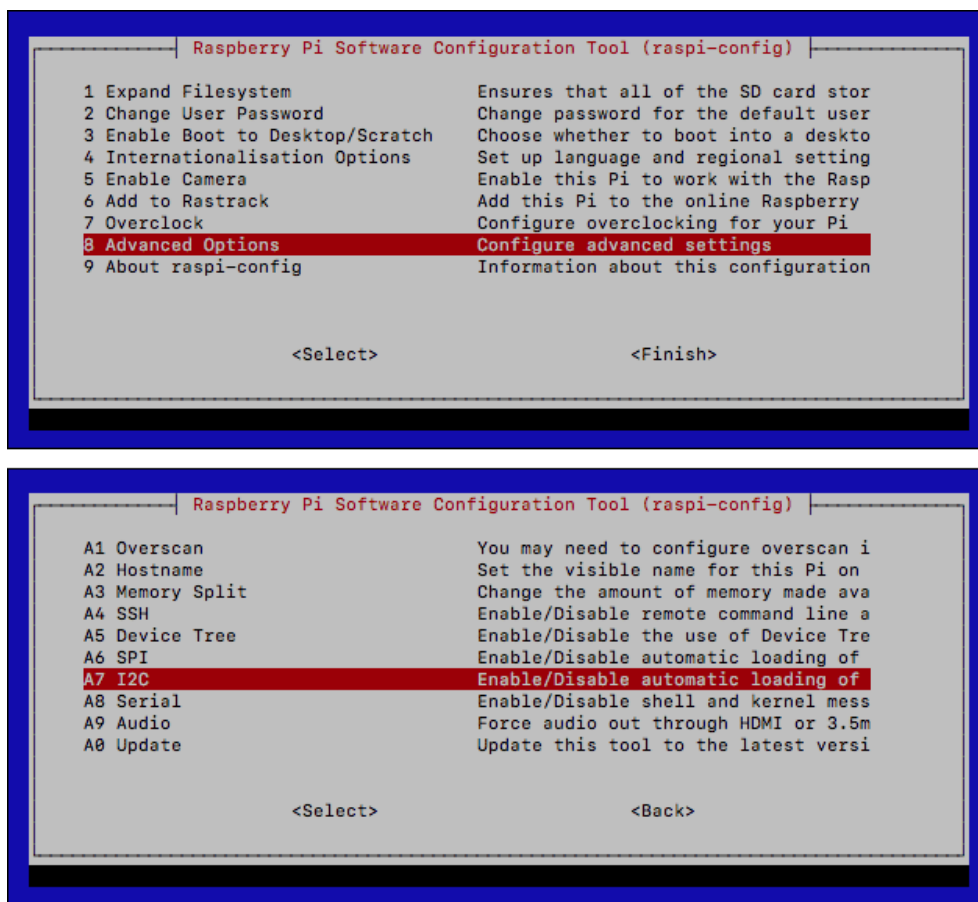 Raspberry Pi Software Configuration Tool (raspi-config)
1 Expand Filesystem Ensures that all of the SD card stor
2 Change User Password Change password for the default user
3 Enable Boot to Desktop/Scratch Choose whether to boot into a deskto
4 Internationalisation Options Set up language and regional setting
5 Enable Camera Enable this Pi to work with the Rasp
6 Add to Rastrack Add this Pi to the online Raspberry
7 Overclock Configure overclocking for your Pi
8 Advanced Options Configure advanced settings
9 About raspi-config Information about this configuration
<Select> <Finish>
Raspberry Pi Software Configuration Tool (raspi-config)
A1 Overscan You may need to configure overscan i
A2 Hostname Set the visible name for this Pi on
A3 Memory Split Change the amount of memory made ava
A4 SSH Enable/Disable remote command line a
A5 Device Tree Enable/Disable the use of Device Tre
A6 SPI Enable/Disable automatic loading of
A7 I2C Enable/Disable automatic loading of
A8 Serial Enable/Disable shell and kernel mess
A9 Audio Force audio out through HDMI or 3.5m
A0 Update Update this tool to the latest versi
<Select> <Back>